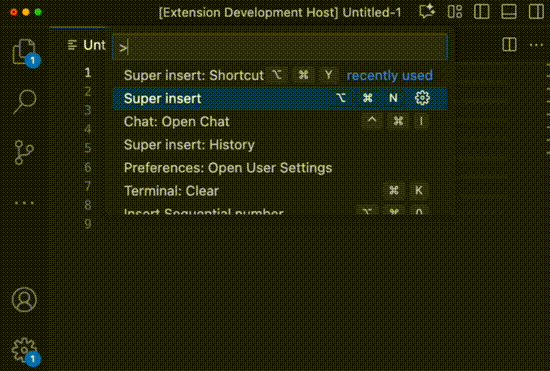 [Extension Development Host] Untitled-1
Unt
>
Super insert: Shortcut ⌥ ⌘ Y recently used
Super insert ⌥ ⌘ N
Chat: Open Chat ^ ⌘ I
Super insert: History
Preferences: Open User Settings
Terminal: Clear ⌘ K
Insert Sequential number ⌥ ⌘ 0
1
2
3
4
5
6
7
8
9
1
1